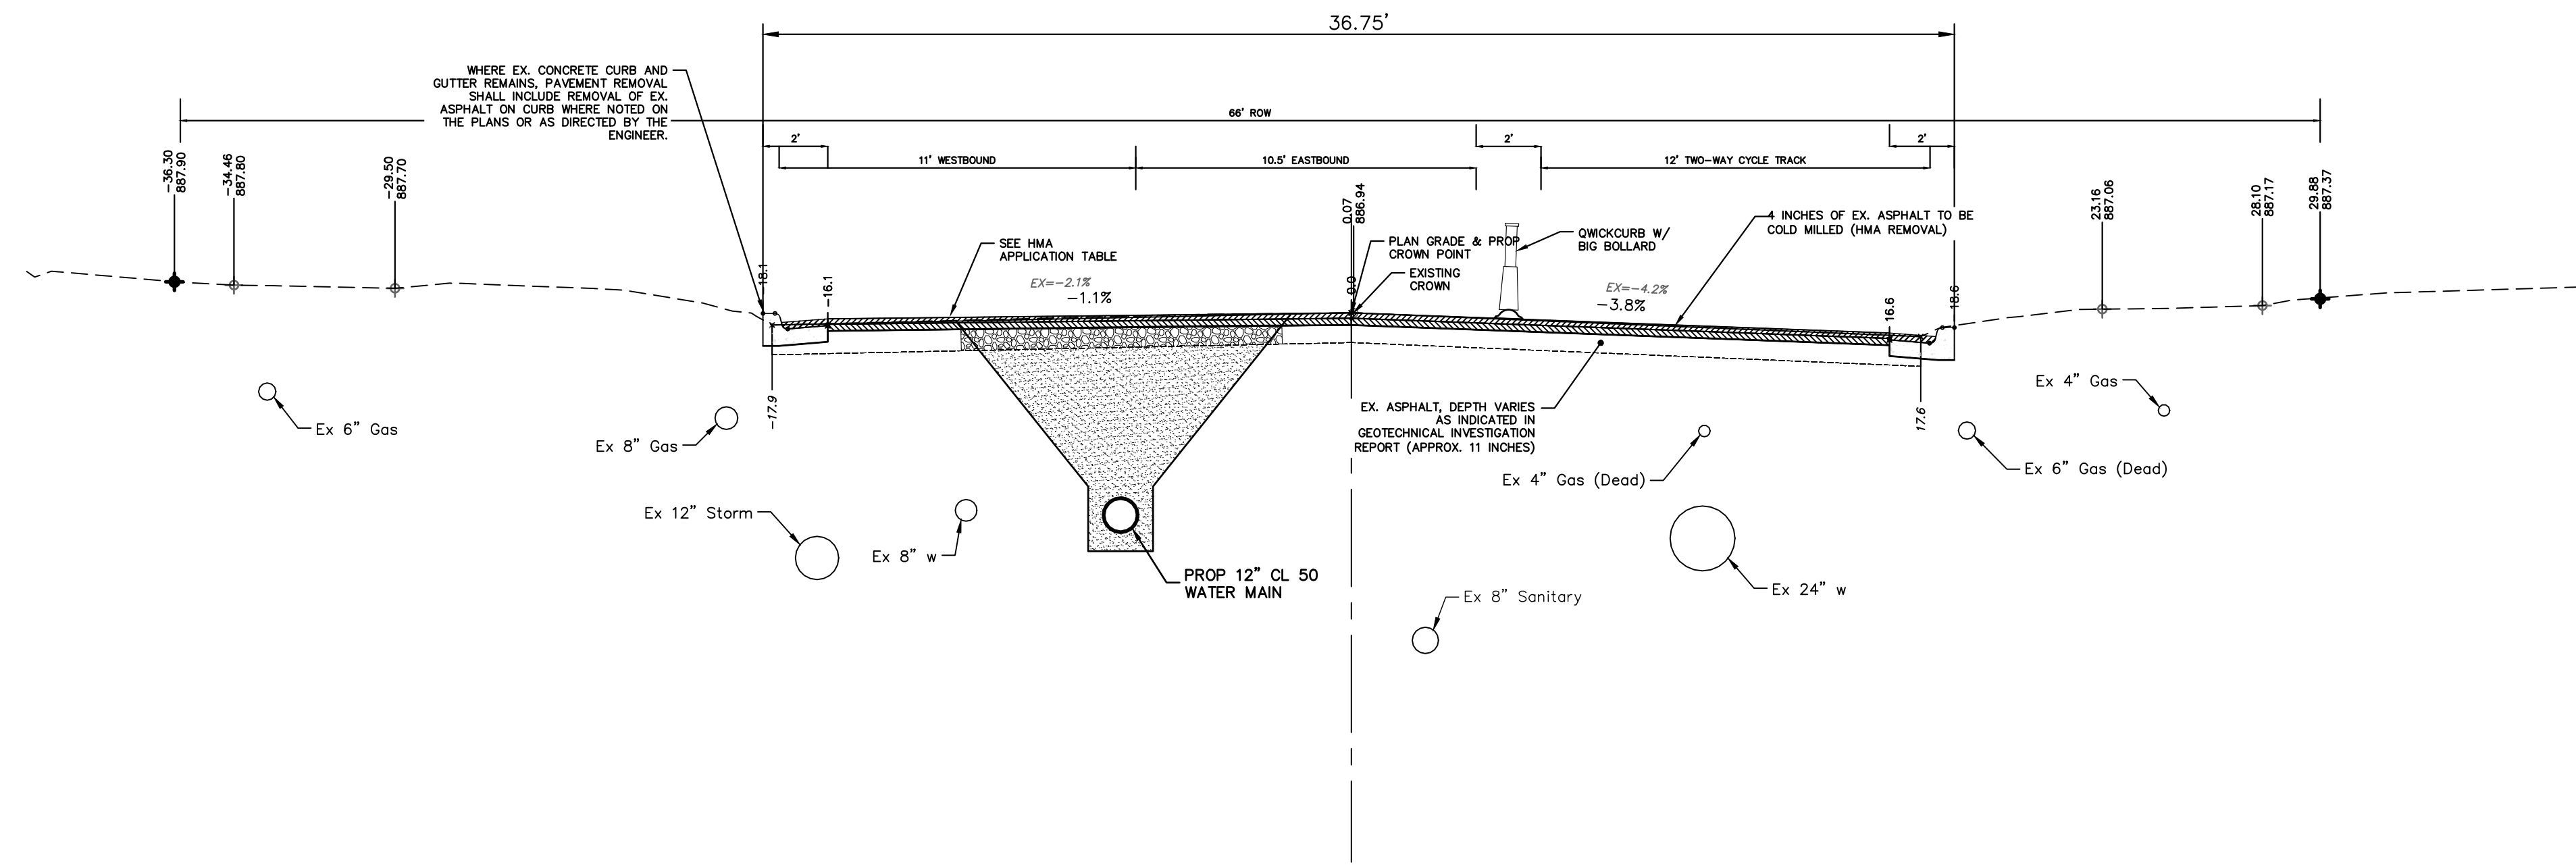 36.75'
WHERE EX. CONCRETE CURB AND
GUTTER REMAINS, PAVEMENT REMOVAL
SHALL INCLUDE REMOVAL OF EX.
ASPHALT ON CURB WHERE NOTED ON
THE PLANS OR AS DIRECTED BY THE
ENGINEER.
66' ROW
2'
2'
2'
11' WESTBOUND
10.5' EASTBOUND
12' TWO-WAY CYCLE TRACK
-36.30
887.90
-34.46
887.80
-29.50
887.70
0.07
886.94
23.16
887.06
28.10
887.17
29.88
887.37
SEE HMA
APPLICATION TABLE
PLAN GRADE & PROP
CROWN POINT
EXISTING
CROWN
QWICKCURB W/
BIG BOLLARD
4 INCHES OF EX. ASPHALT TO BE
COLD MILLED (HMA REMOVAL)
-18.1
-16.1
EX=-2.1%
-1.1%
0.0
EX=-4.2%
-3.8%
16.6
18.6
-17.9
17.6
Ex 6" Gas
Ex 8" Gas
EX. ASPHALT, DEPTH VARIES
AS INDICATED IN
GEOTECHNICAL INVESTIGATION
REPORT (APPROX. 11 INCHES)
Ex 4" Gas
Ex 4" Gas (Dead)
Ex 6" Gas (Dead)
Ex 12" Storm
Ex 8" w
PROP 12" CL 50
WATER MAIN
Ex 8" Sanitary
Ex 24" w